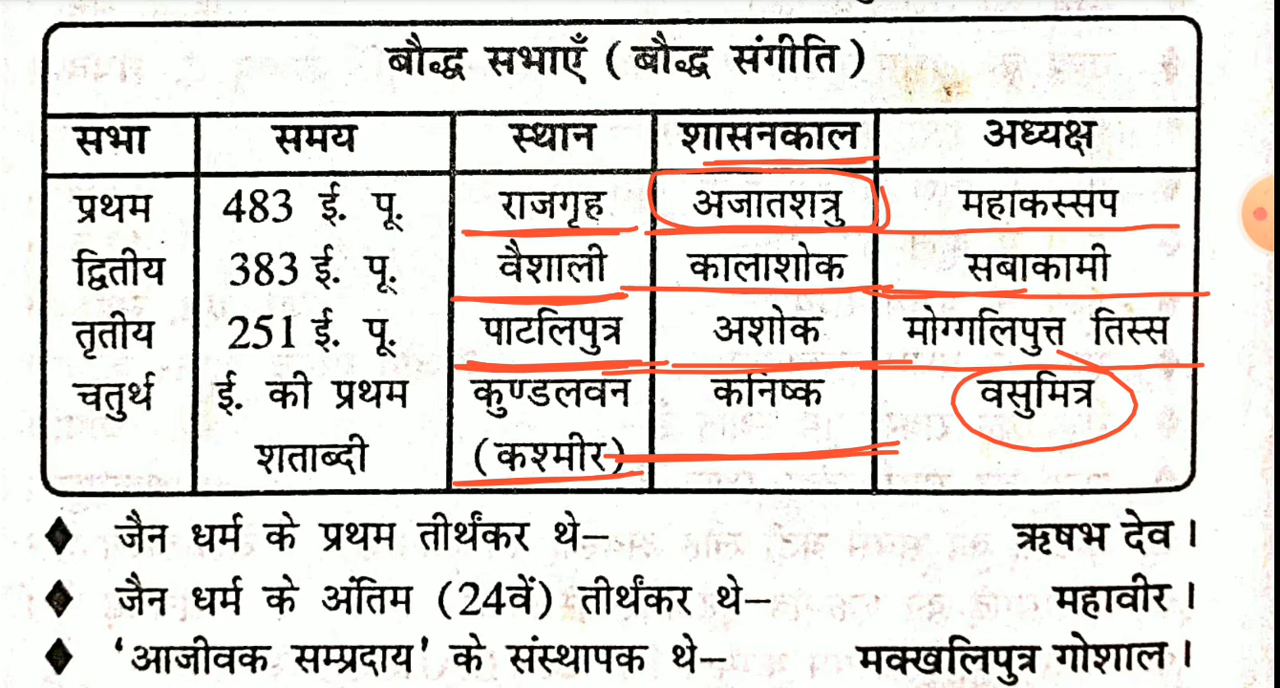 बौद्ध सभाएँ ( बौद्ध संगीति )
सभा समय स्थान शासनकाल अध्यक्ष
प्रथम 483 ई. पू. राजगृह अजातशत्रु महाकस्सप
द्वितीय 383 ई. पू. वैशाली कालाशोक सबाकामी
तृतीय 251 ई. पू. पाटलिपुत्र अशोक मोग्गलिपुत्त तिस्स
चतुर्थ ई. की प्रथम कुण्डलवन कनिष्क वसुमित्र
शताब्दी (कश्मीर)
♦ जैन धर्म के प्रथम तीर्थंकर थे– ऋषभ देव ।
♦ जैन धर्म के अंतिम (24वें) तीर्थंकर थे– महावीर ।
♦ ‘आजीवक सम्प्रदाय’ के संस्थापक थे– मक्खलिपुत्र गोशाल ।